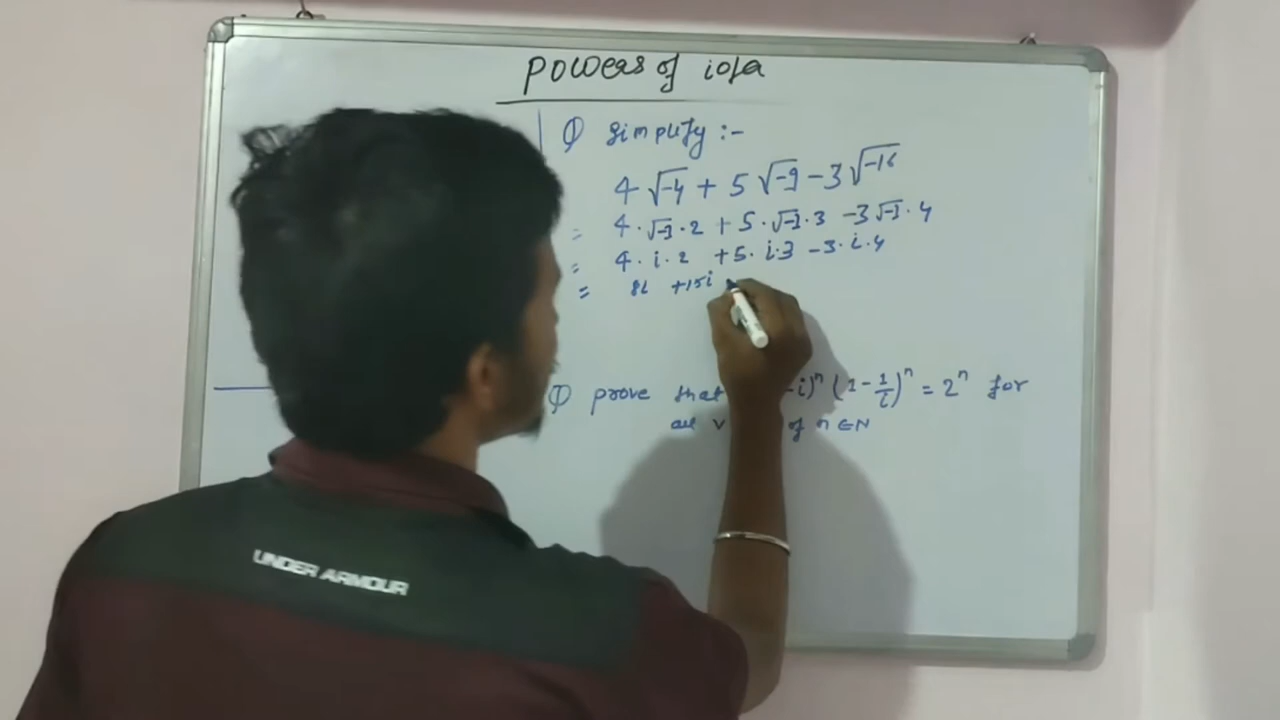 Powers of iota
Q simplify :-
4 √-4 + 5 √-9 - 3 √-16
= 4 · √-1 · 2 + 5 · √-1 · 3 - 3 √-1 · 4
= 4 · i · 2 + 5 · i · 3 - 3 · i · 4
= 8i + 15i
Q prove that -i)ⁿ (1 - 1/i)ⁿ = 2ⁿ for
all of n ∈ N
UNDER ARMOUR